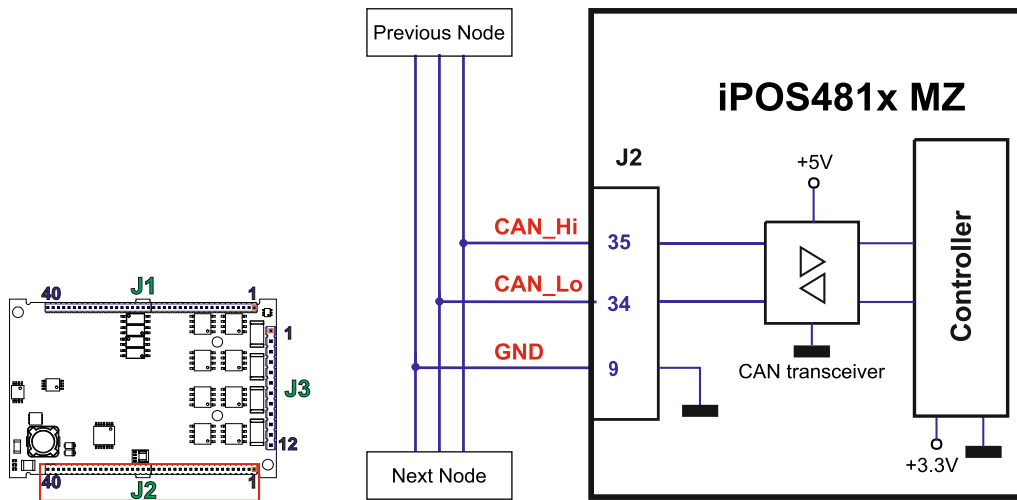 Previous Node
iPOS481x MZ
J2
+5V
CAN_Hi
35
CAN_Lo
34
GND
9
CAN transceiver
Controller
+3.3V
Next Node
J1
40
1
1
J3
12
40
1
J2